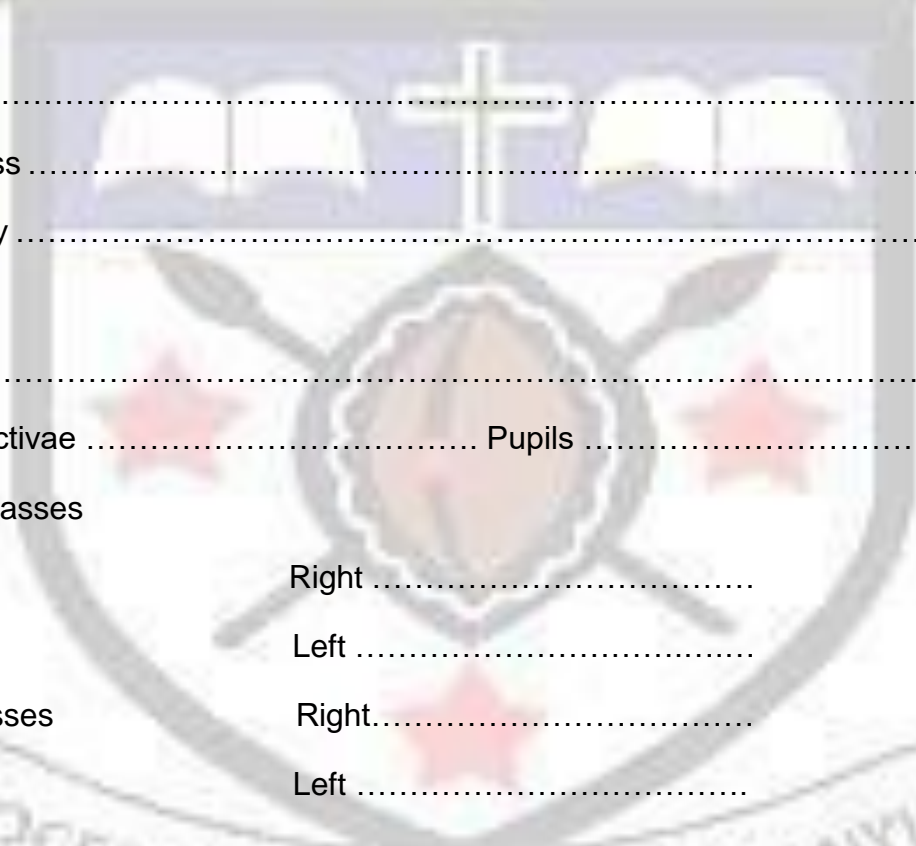 ....................................................................................
ss ................................................................................
y ..................................................................................
....................................................................................
ctivae ........................................ Pupils ..................................
asses
Right .......................................
Left .........................................
sses Right.......................................
Left ........................................